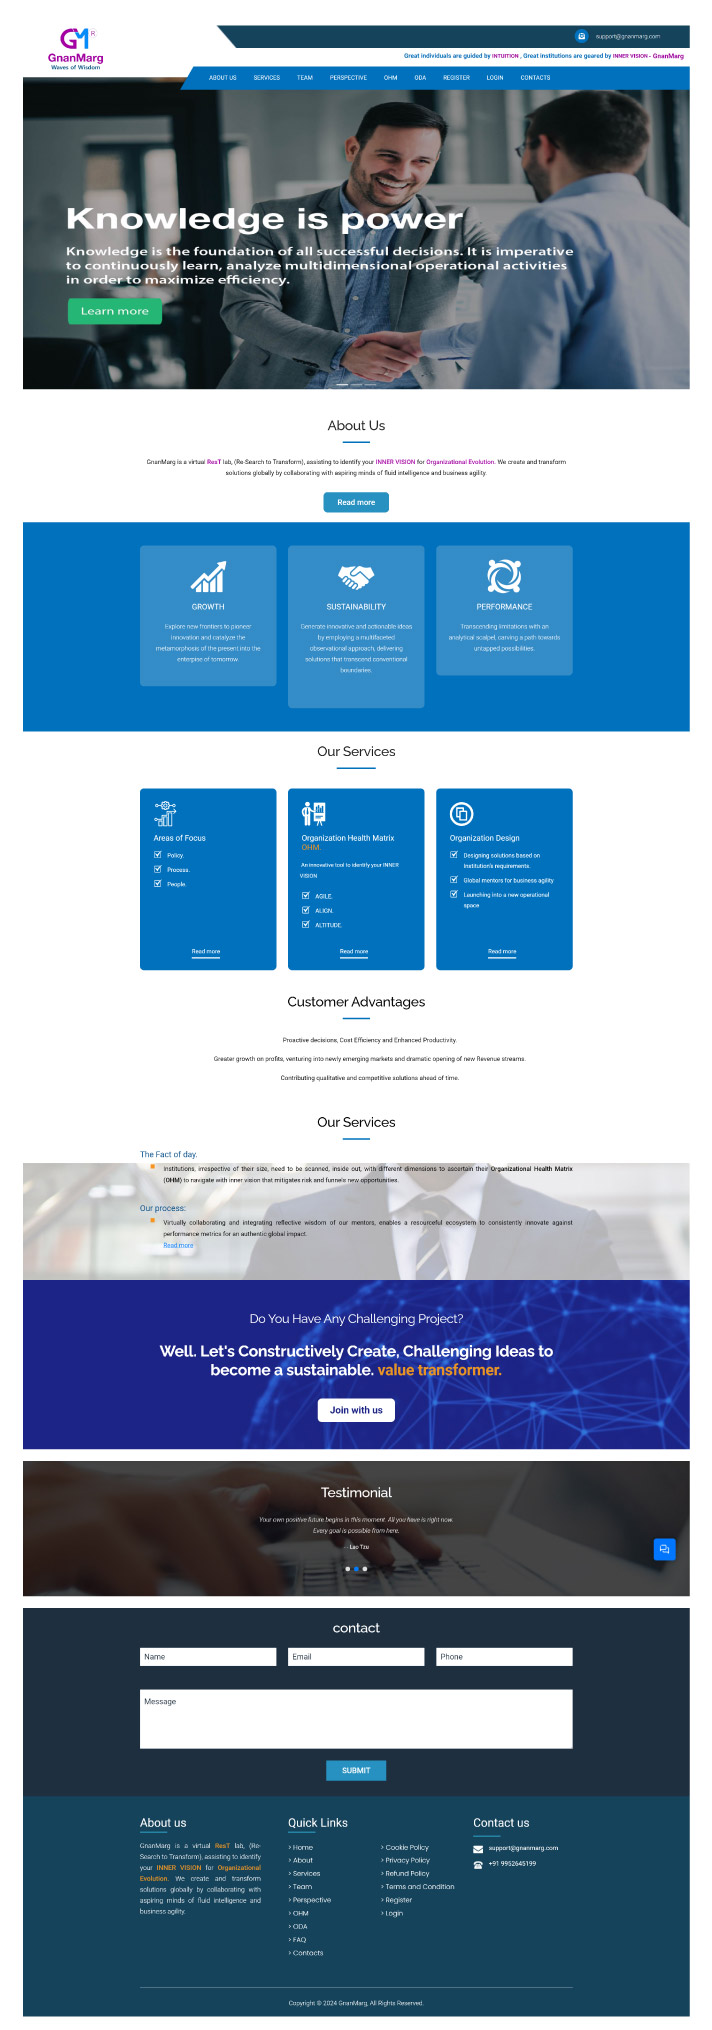 GM R
GnanMarg
Waves of Wisdom
support@gnanmarg.com
Great individuals are guided by INTUITION , Great institutions are geared by INNER VISION - GnanMarg
ABOUT US SERVICES TEAM PERSPECTIVE OHM ODA REGISTER LOGIN CONTACTS
Knowledge is power
Knowledge is the foundation of all successful decisions. It is imperative
to continuously learn, analyze multidimensional operational activities
in order to maximize efficiency.
Learn more
About Us
GnanMarg is a virtual ResT lab, (Re-Search to Transform), assisting to identify your INNER VISION for Organizational Evolution. We create and transform
solutions globally by collaborating with aspiring minds of fluid intelligence and business agility.
Read more
GROWTH
Explore new frontiers to pioneer
innovation and catalyze the
metamorphosis of the present into the
enterpise of tomorrow
SUSTAINABILITY
Generate innovative and actionable ideas
by employing a multifaceted
observational approach, delivering
solutions that transcend conventional
boundaries.
PERFORMANCE
Transcending limitations with an
analytical scalpel, carving a path towards
untapped possibilities.
Our Services
Areas of Focus
Policy.
Process.
People.
Read more
Organization Health Matrix
OHM.
An innovative tool to identify your INNER
VISION
AGILE.
ALIGN.
ALTITUDE.
Read more
Organization Design
Designing solutions based on
Institution's requirements.
Global mentors for business agility
Launching into a new operational
space
Read more
Customer Advantages
Proactive decisions, Cost Efficiency and Enhanced Productivity.
Greater growth on profits, venturing into newly emerging markets and dramatic opening of new Revenue streams.
Contributing qualitative and competitive solutions ahead of time.
Our Services
The Fact of day.
Institutions, irrespective of their size, need to be scanned, inside out, with different dimensions to ascertain their Organizational Health Matrix
(OHM) to navigate with inner vision that mitigates risk and funnels new opportunities.
Our process:
Virtually collaborating and integrating reflective wisdom of our mentors, enables a resourceful ecosystem to consistently innovate against
performance metrics for an authentic global impact.
Read more
Do You Have Any Challenging Project?
Well. Let's Constructively Create, Challenging Ideas to
become a sustainable. value transformer.
Join with us
Testimonial
Your own positive future begins in this moment. All you have is right now.
Every goal is possible from here.
-- Lao Tzu
contact
Name Email Phone
Message
SUBMIT
About us
GnanMarg is a virtual ResT lab, (Re-
Search to Transform), assisting to identify
your INNER VISION for Organizational
Evolution. We create and transform
solutions globally by collaborating with
aspiring minds of fluid intelligence and
business agility.
Quick Links
> Home
> About
> Services
> Team
> Perspective
> OHM
> ODA
> FAQ
> Contacts
> Cookie Policy
> Privacy Policy
> Refund Policy
> Terms and Condition
> Register
> Login
Contact us
support@gnanmarg.com
+91 9952645199
Copyright © 2024 GnanMarg, All Rights Reserved.